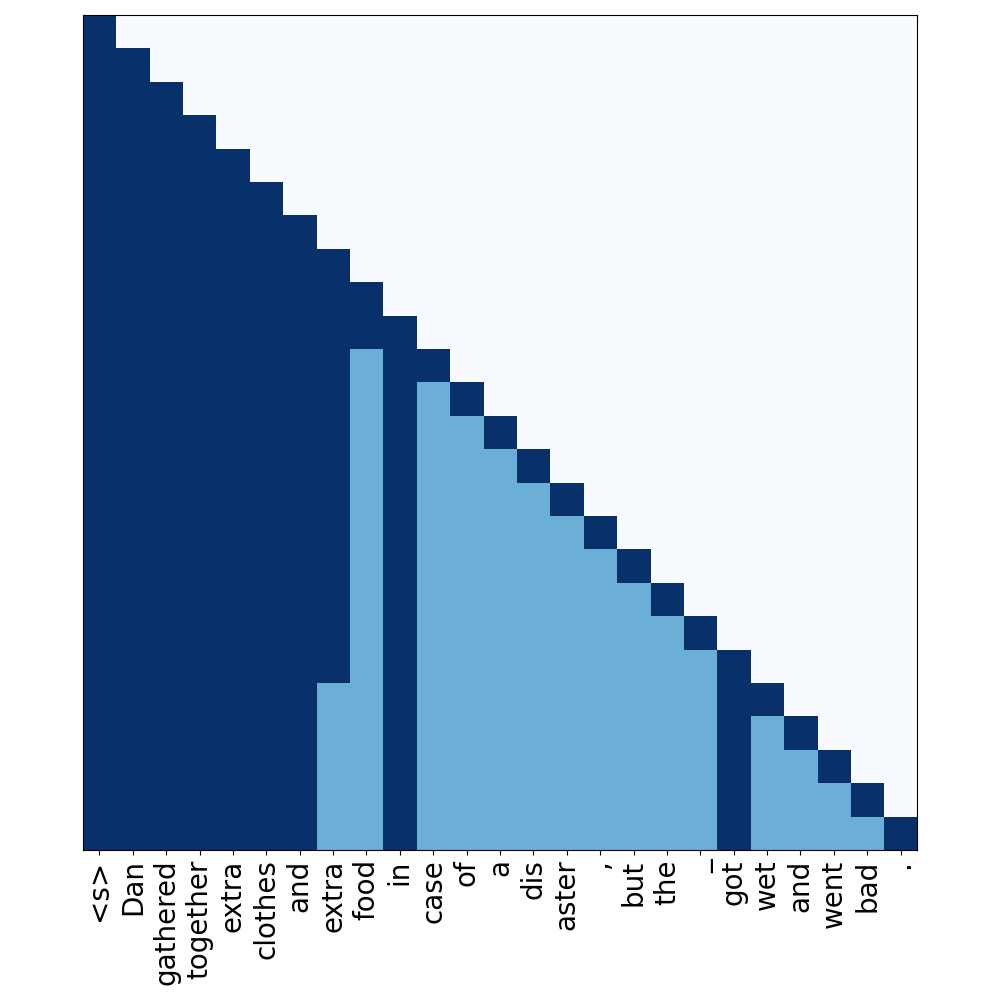 <s> Dan gathered together extra clothes and extra food in case of a dis aster , but the _ got wet and went bad .